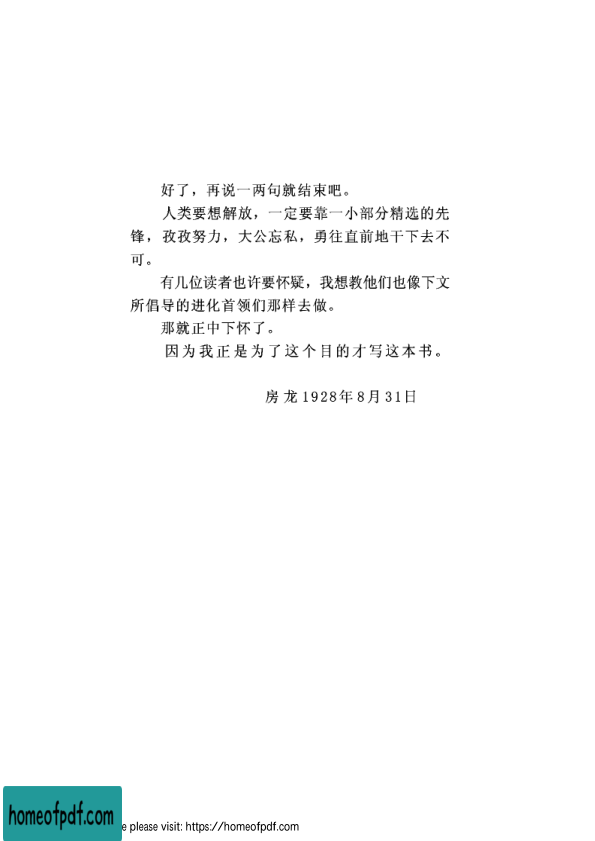 好了，再说一两句就结束吧。
人类要想解放，一定要靠一小部分精选的先
锋，孜孜努力，大公忘私，勇往直前地干下去不
可。
有几位读者也许要怀疑，我想教他们也像下文
所倡导的进化首领们那样去做。
那就正中下怀了。
因为我正是为了这个目的才写这本书。
房龙1928年8月31日
homeofpdf.com
e please visit: https://homeofpdf.com